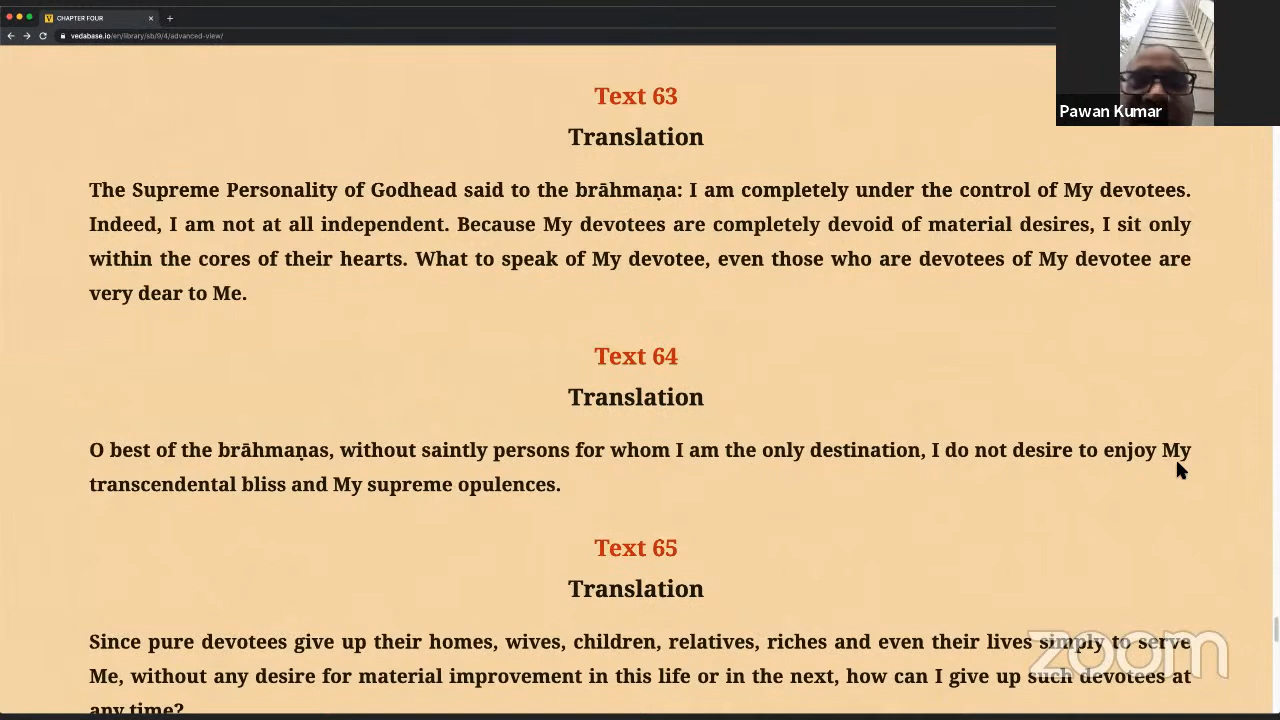 CHAPTER FOUR
vedabase.io/en/library/sb/9/4/advanced-view/
Pawan Kumar
Text 63
Translation
The Supreme Personality of Godhead said to the brāhmaṇa: I am completely under the control of My devotees.
Indeed, I am not at all independent. Because My devotees are completely devoid of material desires, I sit only
within the cores of their hearts. What to speak of My devotee, even those who are devotees of My devotee are
very dear to Me.
Text 64
Translation
O best of the brāhmaṇas, without saintly persons for whom I am the only destination, I do not desire to enjoy My
transcendental bliss and My supreme opulences.
Text 65
Translation
Since pure devotees give up their homes, wives, children, relatives, riches and even their lives simply to serve
Me, without any desire for material improvement in this life or in the next, how can I give up such devotees at
any time?
zoom